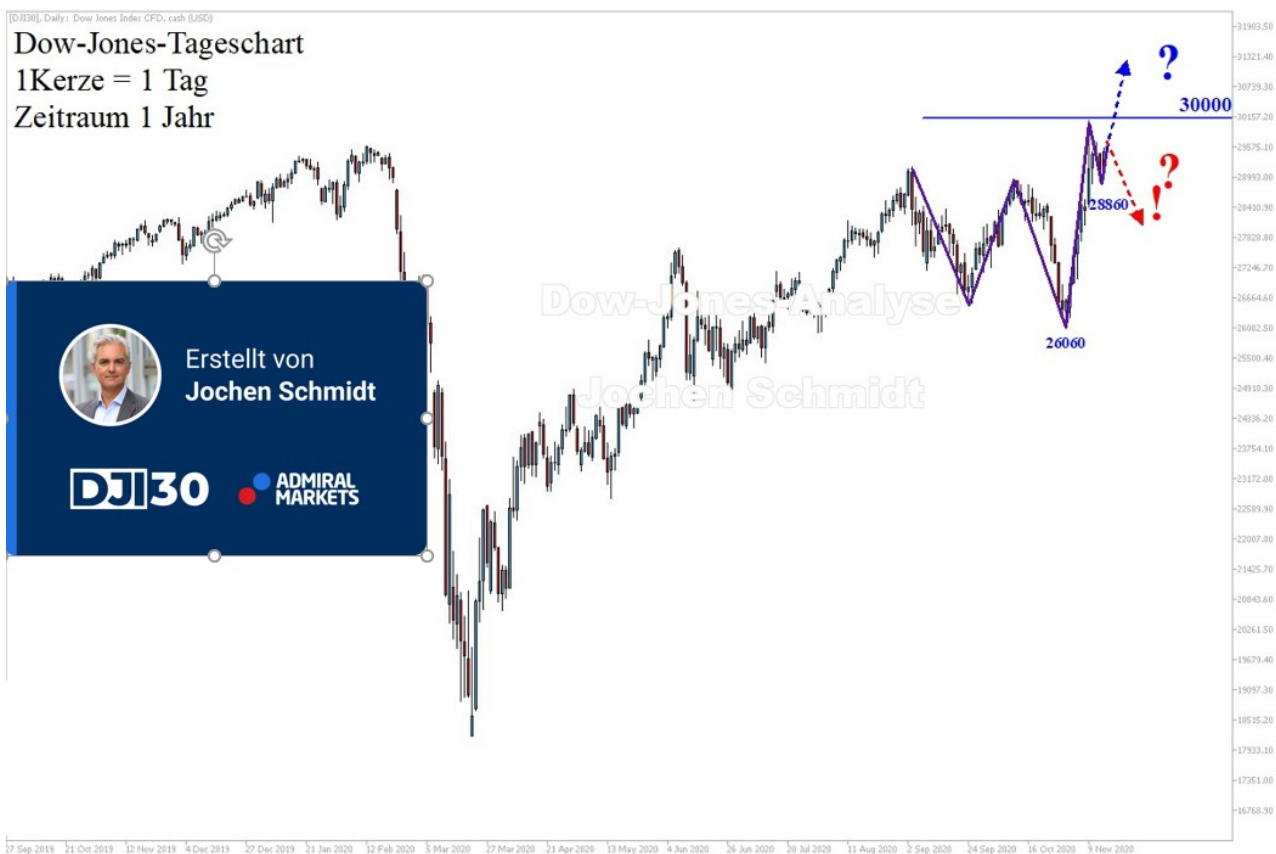 [DJI30], Daily: Dow Jones Index CFD, cash (USD)
Dow-Jones-Tageschart
1Kerze = 1 Tag
Zeitraum 1 Jahr
?
30000
?
!
28860
26060
Dow-Jones-Analyse
Jochen Schmidt
Erstellt von
Jochen Schmidt
DJI30
ADMIRAL
MARKETS
31903.50
31321.40
30739.30
30157.20
29575.10
28993.00
28410.90
27828.80
27246.70
26664.60
26082.50
25500.40
24918.30
24336.20
23754.10
23172.00
22589.90
22007.80
21425.70
20843.60
20261.50
19679.40
19097.30
18515.20
17933.10
17351.00
16768.90
27 Sep 2019 21 Oct 2019 12 Nov 2019 4 Dec 2019 27 Dec 2019 21 Jan 2020 12 Feb 2020 5 Mar 2020 27 Mar 2020 21 Apr 2020 13 May 2020 4 Jun 2020 26 Jun 2020 20 Jul 2020 11 Aug 2020 2 Sep 2020 24 Sep 2020 16 Oct 2020 9 Nov 2020